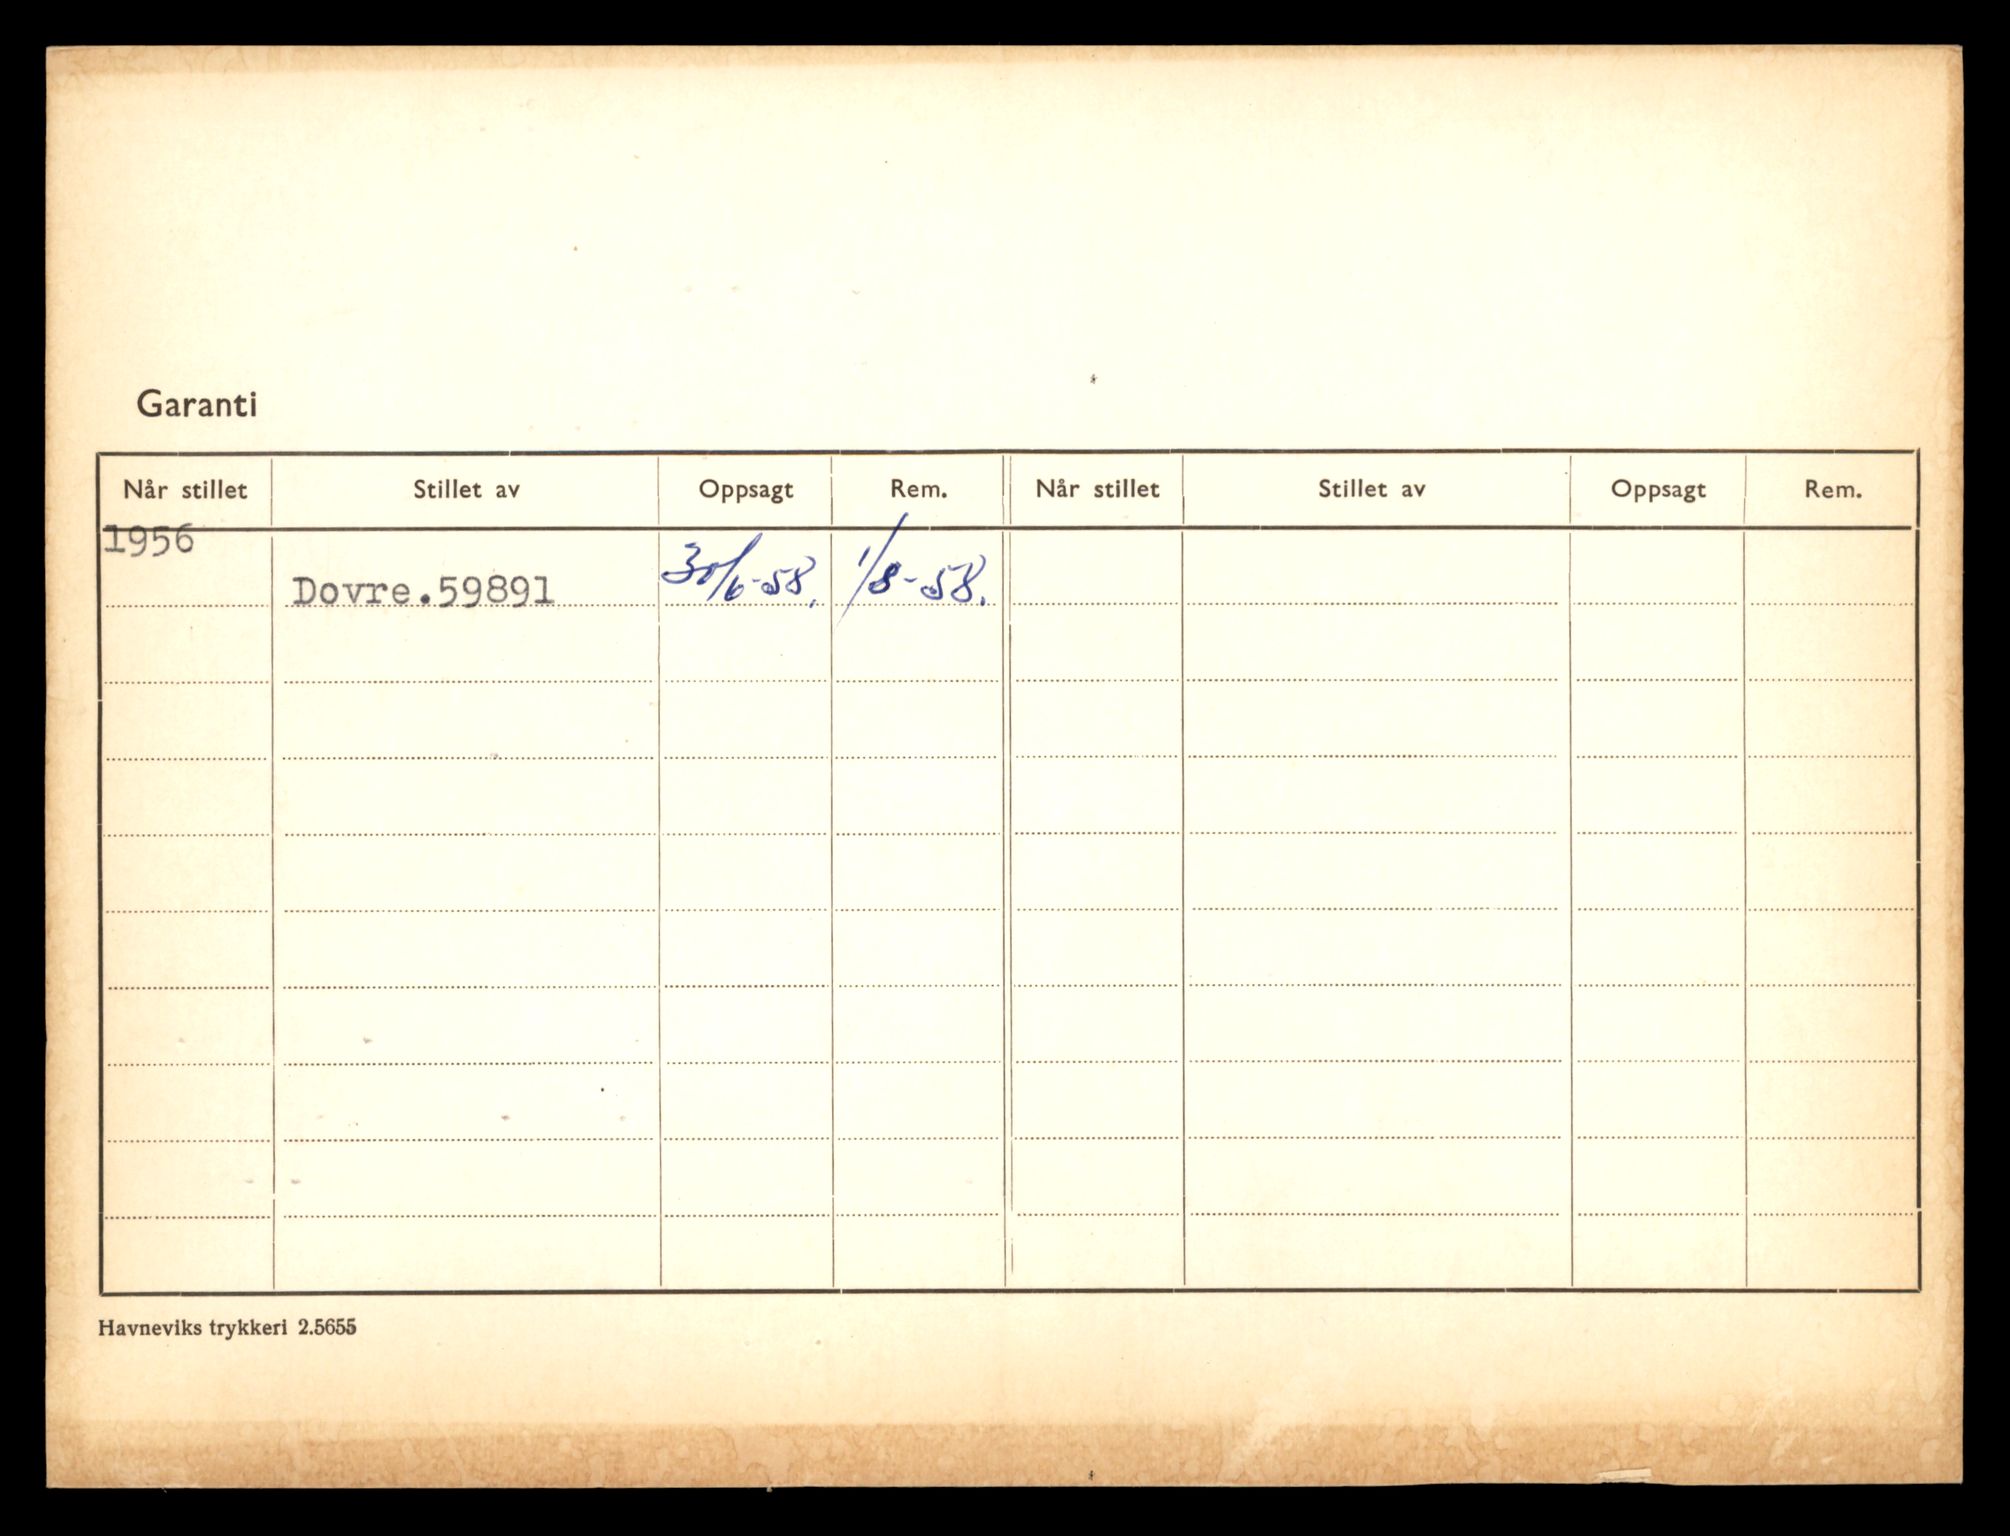 Garanti
Når stillet Stillet av Oppsagt Rem. Når stillet Stillet av Oppsagt Rem.
1956
Dovre.59891 30/6-58. 1/8-58.
Havneviks trykkeri 2.5655